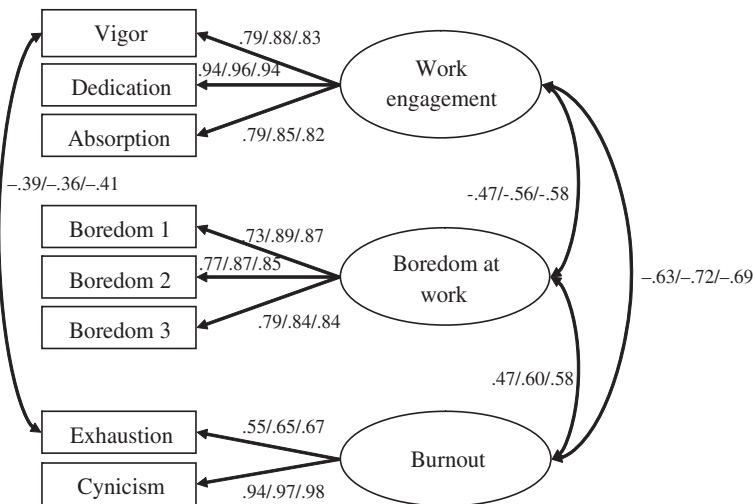 Vigor
.79/.88/.83
Work
engagement
.94/.96/.94
Dedication
Absorption
.79/.85/.82
–.39/–.36/–.41
-.47/-.56/-.58
Boredom 1
.73/.89/.87
Boredom at
work
.77/.87/.85
Boredom 2
–.63/–.72/–.69
Boredom 3
.79/.84/.84
.47/.60/.58
Exhaustion
.55/.65/.67
Burnout
Cynicism
.94/.97/.98